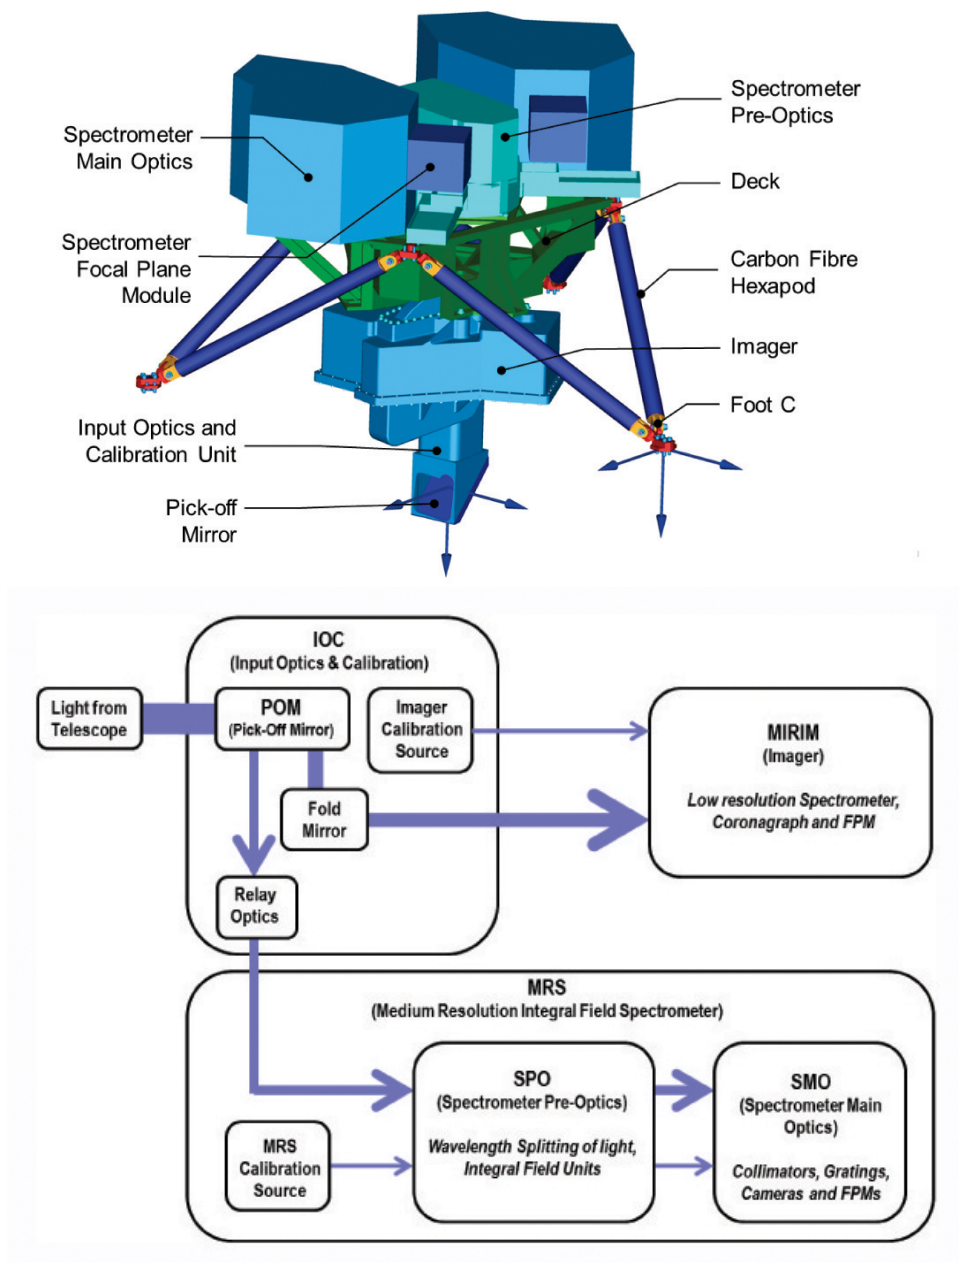 Spectrometer
Main Optics
Spectrometer
Focal Plane
Module
Input Optics and
Calibration Unit
Pick-off
Mirror
Spectrometer
Pre-Optics
Deck
Carbon Fibre
Hexapod
Imager
Foot C
IOC
(Input Optics & Calibration)
Light from
Telescope
POM
(Pick-Off Mirror)
Imager
Calibration
Source
Fold
Mirror
Relay
Optics
MIRIM
(Imager)
Low resolution Spectrometer,
Coronagraph and FPM
MRS
(Medium Resolution Integral Field Spectrometer)
SPO
(Spectrometer Pre-Optics)
Wavelength Splitting of light,
Integral Field Units
SMO
(Spectrometer Main
Optics)
Collimators, Gratings,
Cameras and FPMs
MRS
Calibration
Source